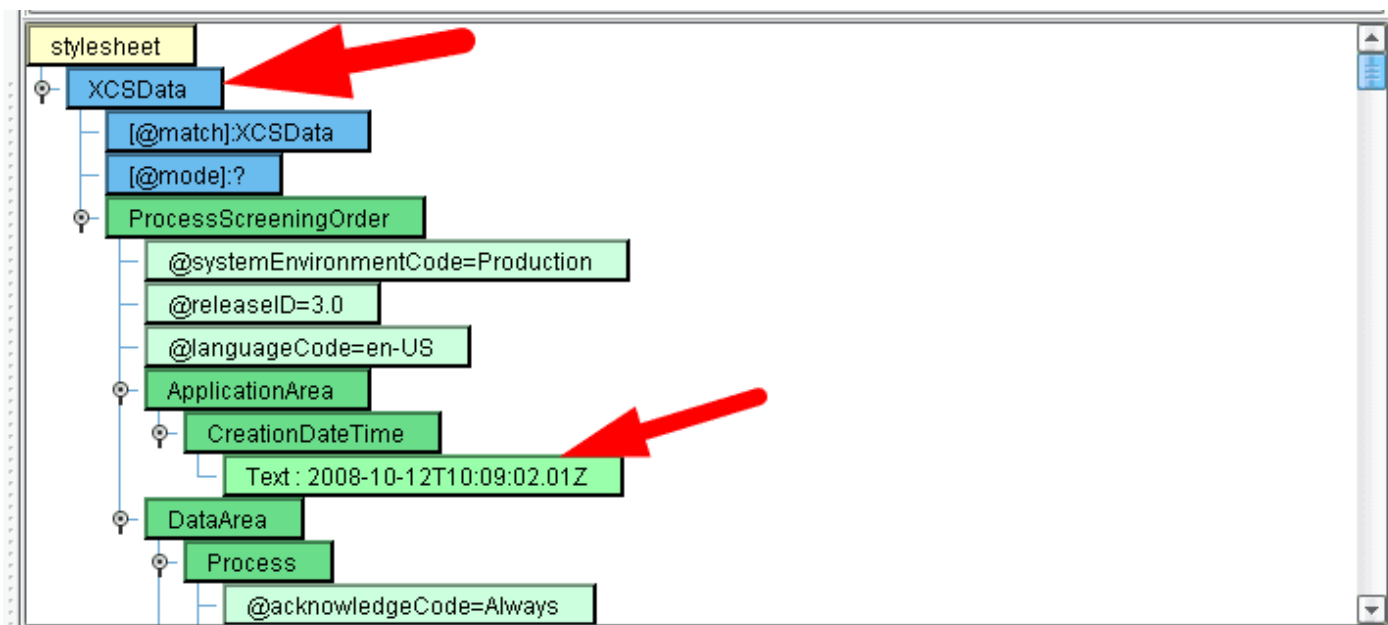 stylesheet
XCSData
[@match]:XCSData
[@mode]:?
ProcessScreeningOrder
@systemEnvironmentCode=Production
@releaseID=3.0
@languageCode=en-US
ApplicationArea
CreationDateTime
Text : 2008-10-12T10:09:02.01Z
DataArea
Process
@acknowledgeCode=Always